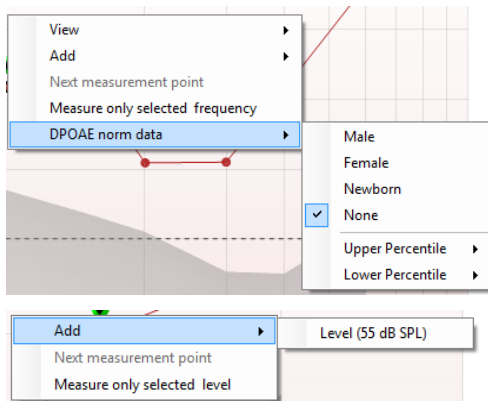 View
Add
Next measurement point
Measure only selected frequency
DPOAE norm data
Male
Female
Newborn
None
Upper Percentile
Lower Percentile
Add
Level (55 dB SPL)
Next measurement point
Measure only selected level